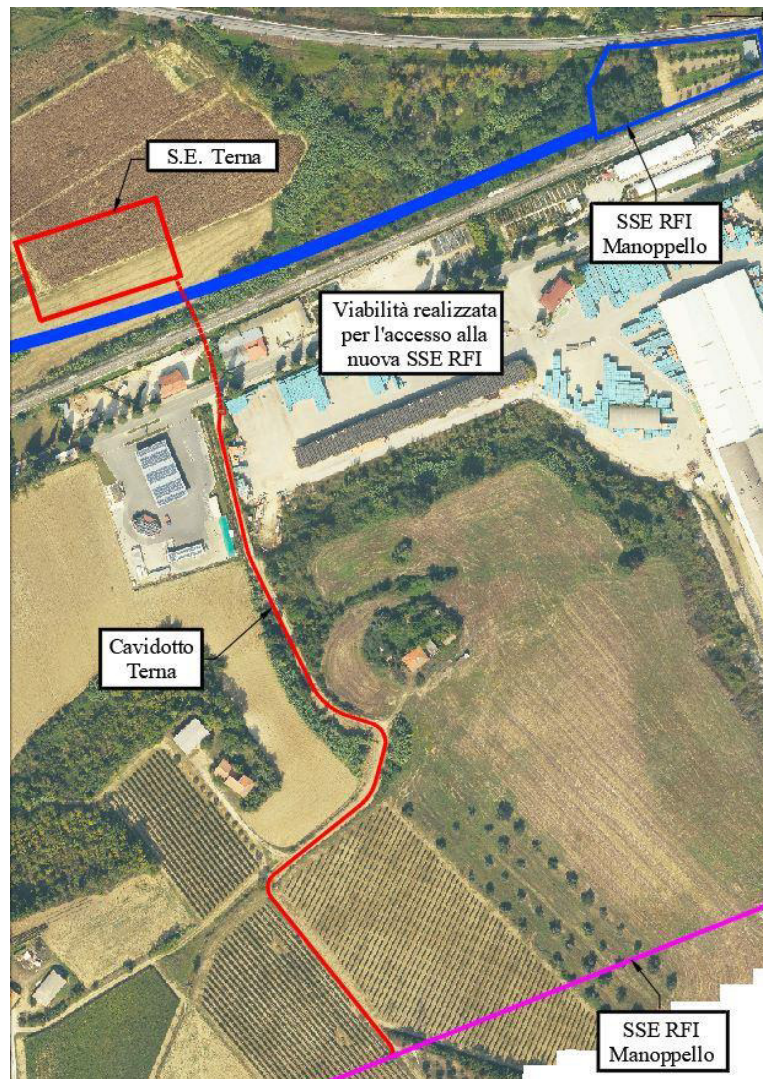 S.E. Terna
SSE RFI
Manoppello
Viabilità realizzata
per l'accesso alla
nuova SSE RFI
Cavidotto
Terna
SSE RFI
Manoppello